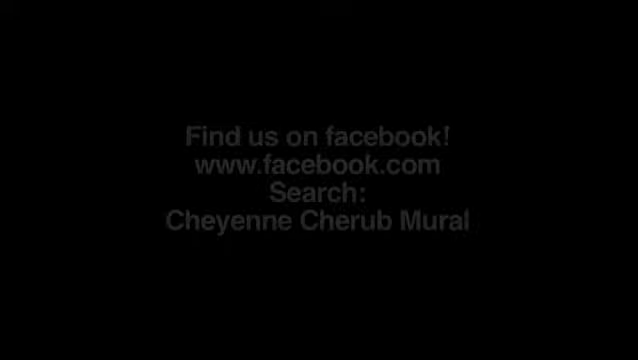 Find us on facebook!
www.facebook.com
Search:
Cheyenne Cherub Mural